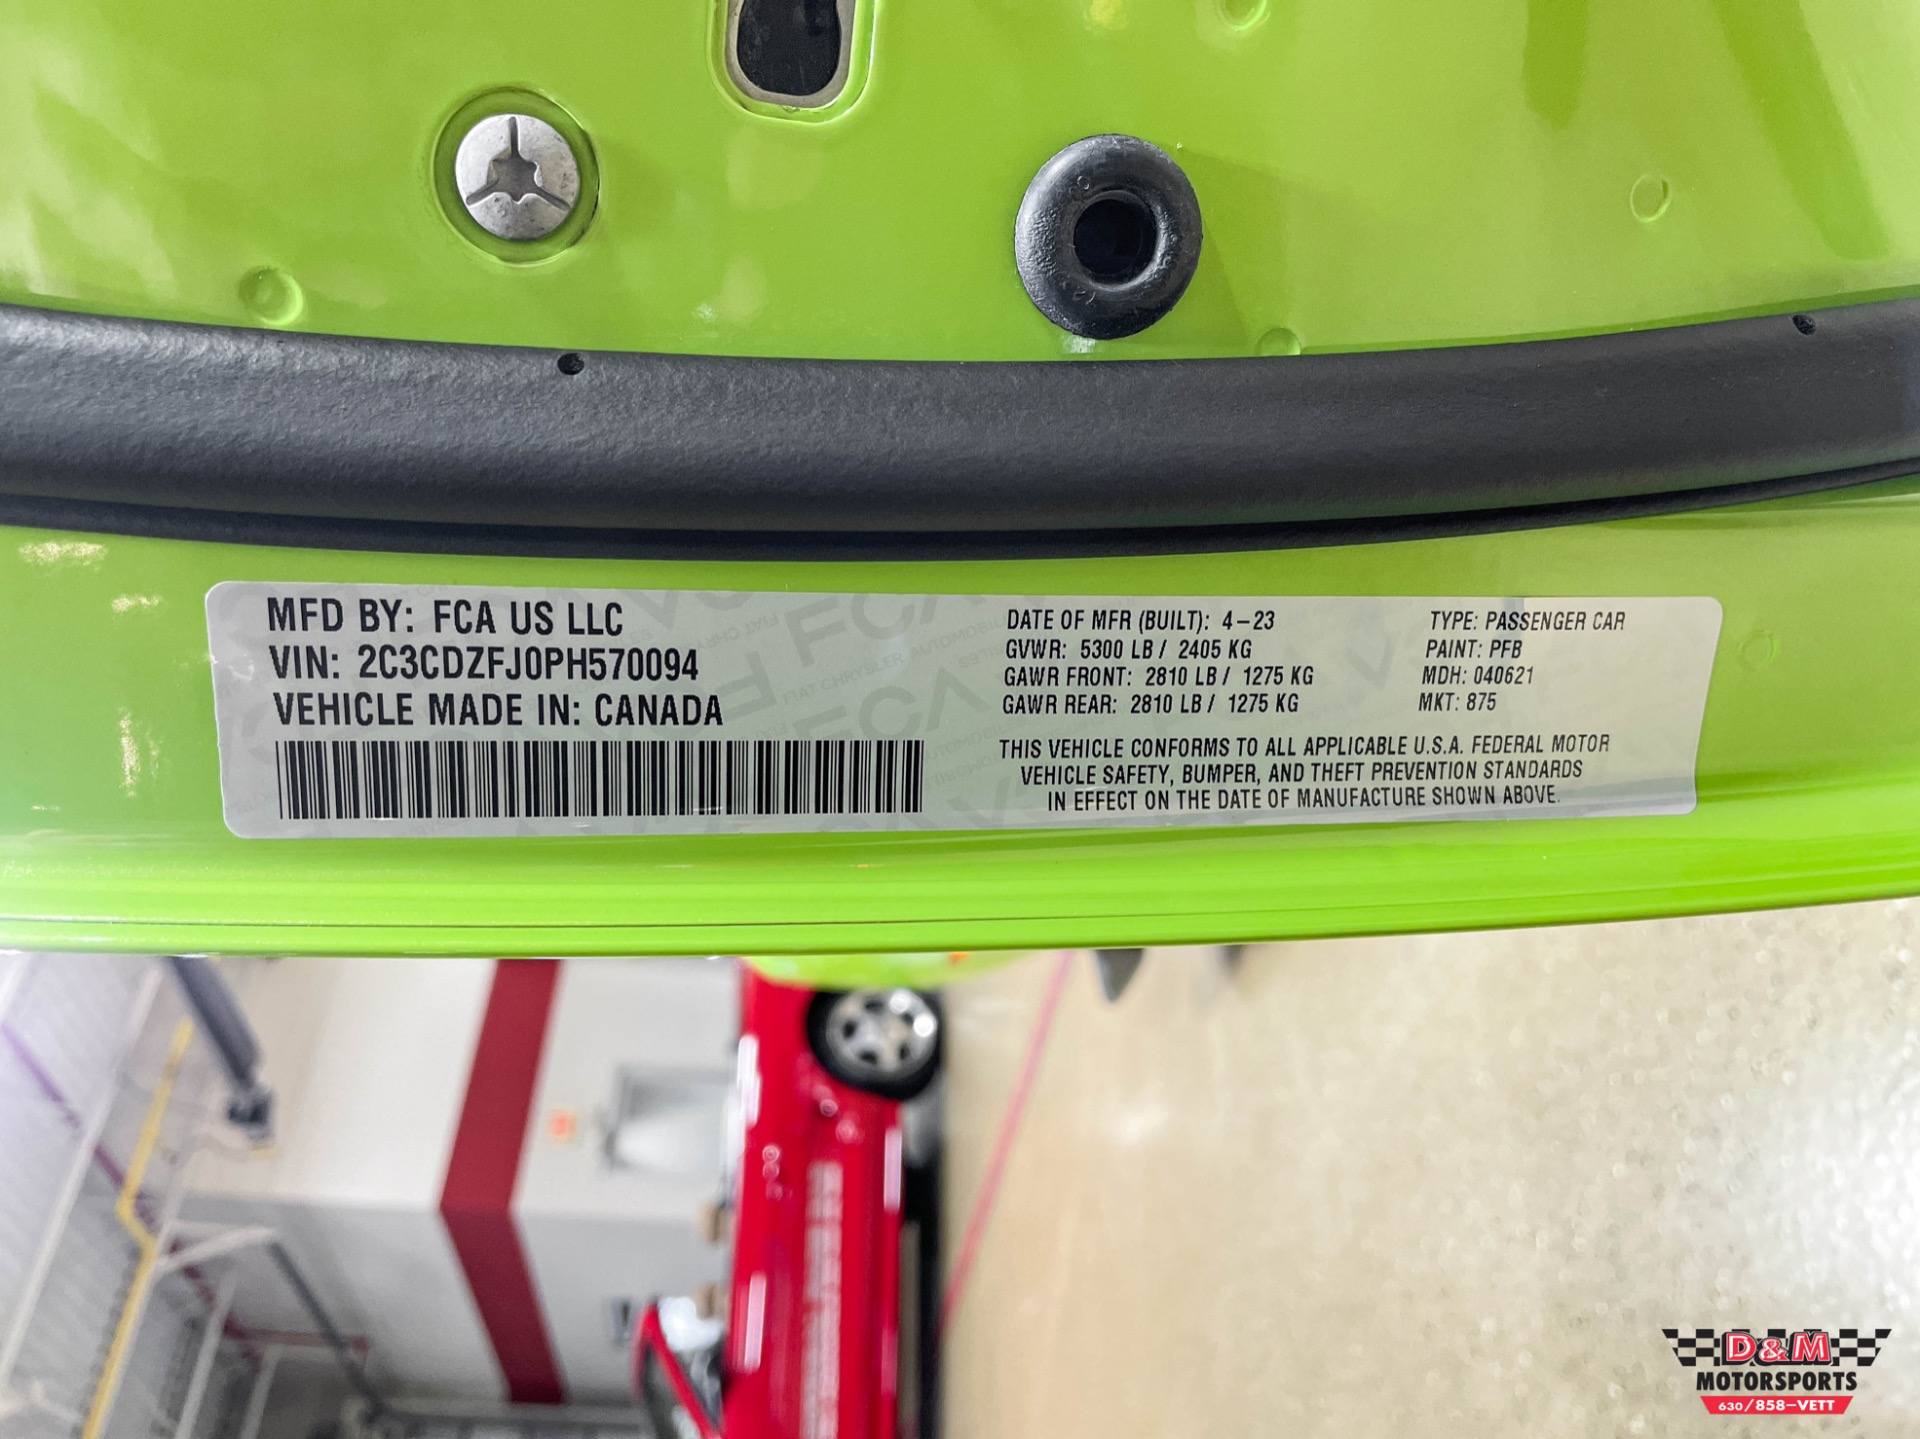 MFD BY: FCA US LLC
VIN: 2C3CDZFJ0PH570094
VEHICLE MADE IN: CANADA
DATE OF MFR (BUILT): 4-23
GVWR: 5300 LB / 2405 KG
GAWR FRONT: 2810 LB / 1275 KG
GAWR REAR: 2810 LB / 1275 KG
TYPE: PASSENGER CAR
PAINT: PFB
MDH: 040621
MKT: 875
THIS VEHICLE CONFORMS TO ALL APPLICABLE U.S.A. FEDERAL MOTOR
VEHICLE SAFETY, BUMPER, AND THEFT PREVENTION STANDARDS
IN EFFECT ON THE DATE OF MANUFACTURE SHOWN ABOVE.
D&M
MOTORSPORTS
630/858-VETT